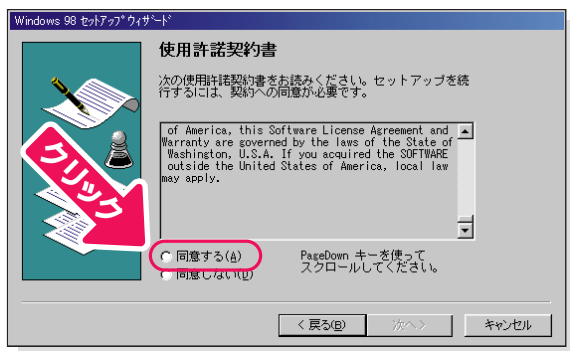 Windows 98 ｾｯﾄｱｯﾌﾟ ｳｨｻﾞｰﾄﾞ
使用許諾契約書
次の使用許諾契約書をお読みください。セットアップを続
行するには、契約への同意が必要です。
of America, this Software License Agreement and
Warranty are governed by the laws of the State of
Washington, U.S.A. If you acquired the SOFTWARE
outside the United States of America, local law
may apply.
クリック
同意する(A)
同意しない(D)
PageDown キーを使って
スクロールしてください。
< 戻る(B)
次へ >
キャンセル